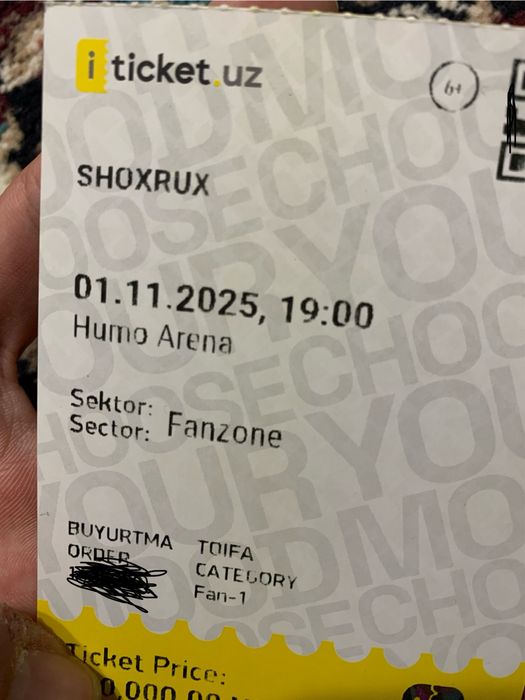 iticket.uz
6+
SHOXRUX
01.11.2025, 19:00
Humo Arena
Sektor:
Sector: Fanzone
BUYURTMA TOIFA
ORDER CATEGORY
Fan-1
Ticket Price: